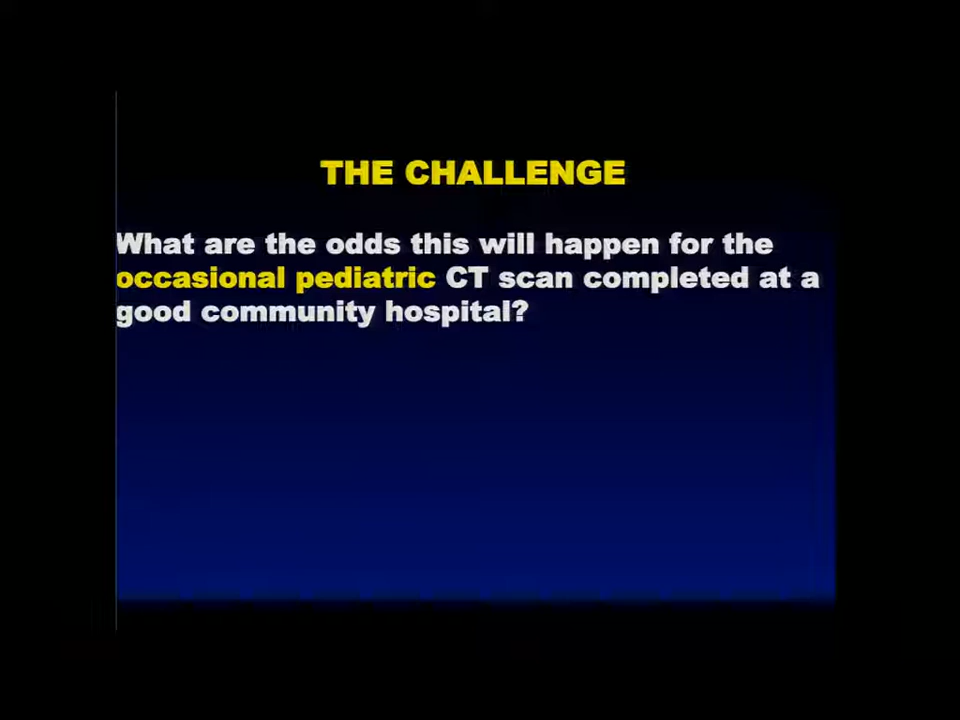 THE CHALLENGE
What are the odds this will happen for the
occasional pediatric CT scan completed at a
good community hospital?